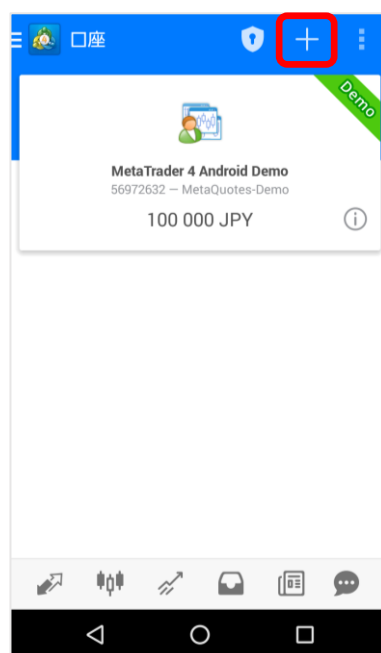 口座
Demo
MetaTrader 4 Android Demo
56972632 — MetaQuotes-Demo
100 000 JPY